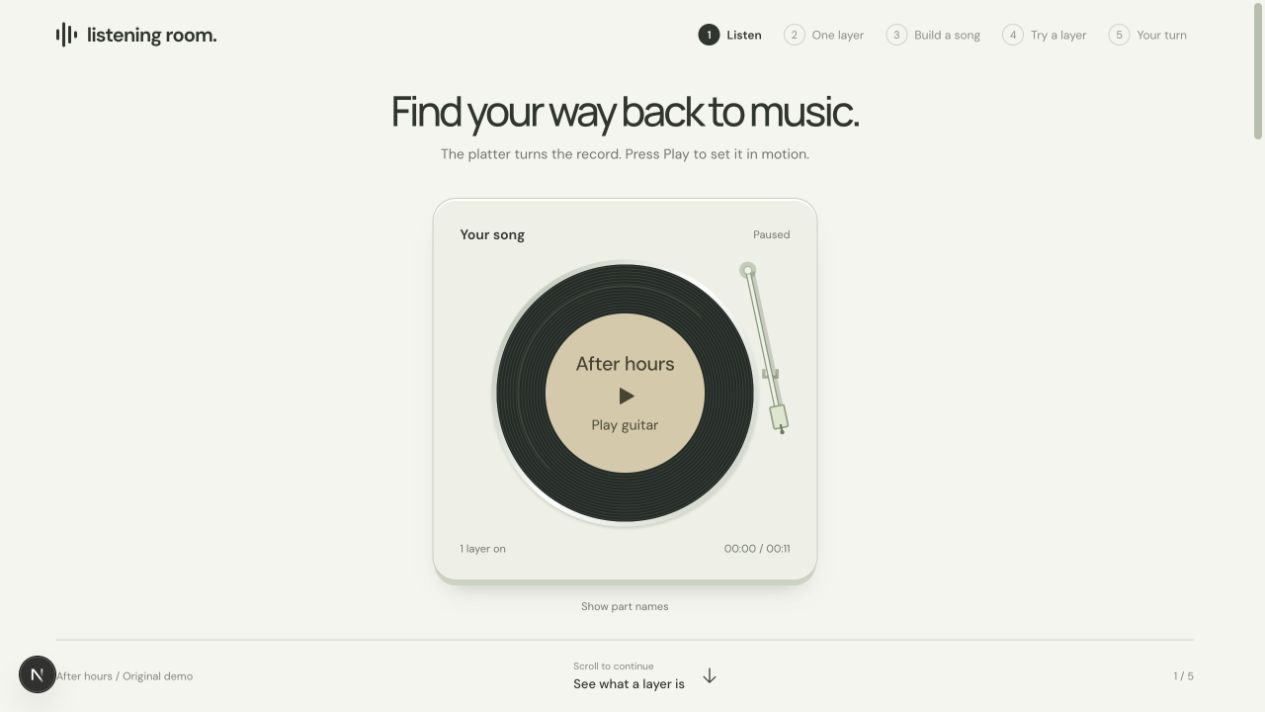 listening room.
1 Listen
2 One layer
3 Build a song
4 Try a layer
5 Your turn
Find your way back to music.
The platter turns the record. Press Play to set it in motion.
Your song
Paused
After hours
Play guitar
1 layer on
00:00 / 00:11
Show part names
N
After hours / Original demo
Scroll to continue
See what a layer is
1 / 5